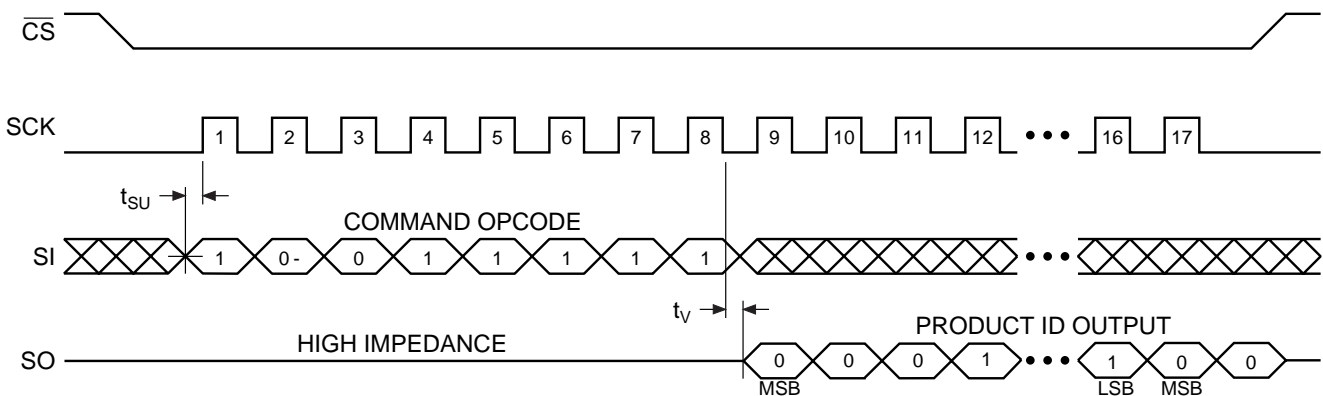 CS
SCK
1 2 3 4 5 6 7 8 9 10 11 12 ••• 16 17
tSU
COMMAND OPCODE
SI
1 0- 0 1 1 1 1 1 •••
tV
HIGH IMPEDANCE
PRODUCT ID OUTPUT
SO
0 0 0 1 ••• 1 0 0
MSB LSB MSB